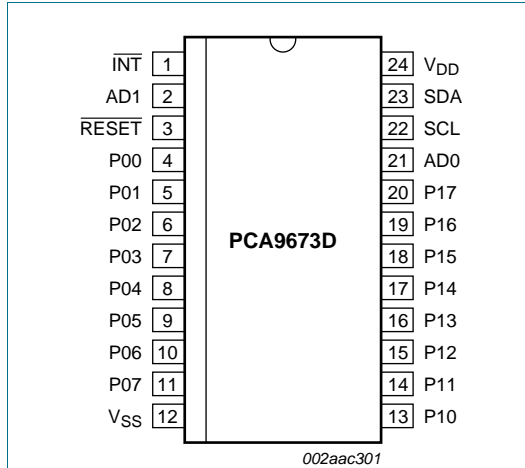 INT 1
AD1 2
RESET 3
P00 4
P01 5
P02 6
P03 7
P04 8
P05 9
P06 10
P07 11
VSS 12
PCA9673D
24 VDD
23 SDA
22 SCL
21 AD0
20 P17
19 P16
18 P15
17 P14
16 P13
15 P12
14 P11
13 P10
002aac301